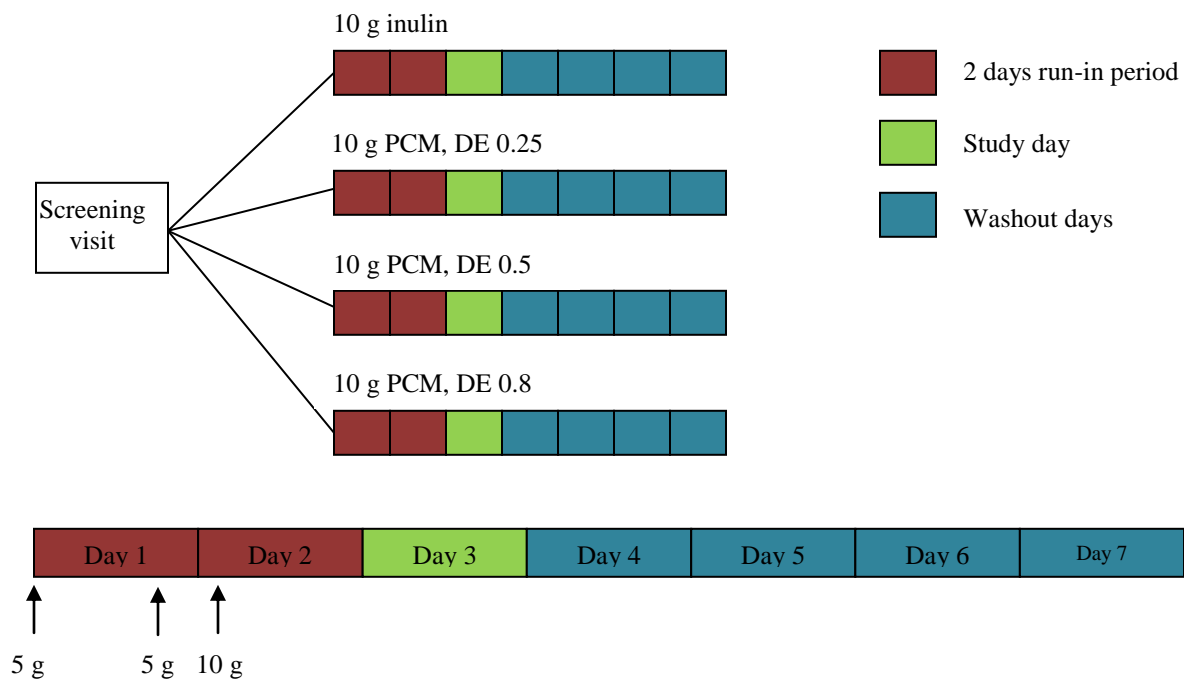 10 g inulin
2 days run-in period
10 g PCM, DE 0.25
Study day
Screening
visit
Washout days
10 g PCM, DE 0.5
10 g PCM, DE 0.8
Day 1
Day 2
Day 3
Day 4
Day 5
Day 6
Day 7
5 g
5 g
10 g